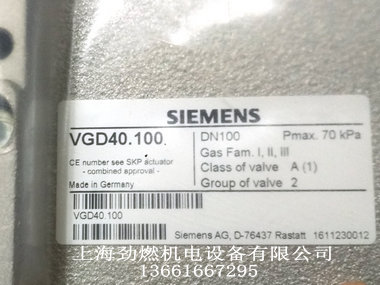 SIEMENS
VGD40.100
DN100 Pmax. 70 kPa
Gas Fam. I, II, III
CE number see SKP actuator
- combined approval -
Class of valve A (1)
Made in Germany
Group of valve 2
VGD40.100
Siemens AG, D-76437 Rastatt 1611230012
上海劲燃机电设备有限公司
13661667295